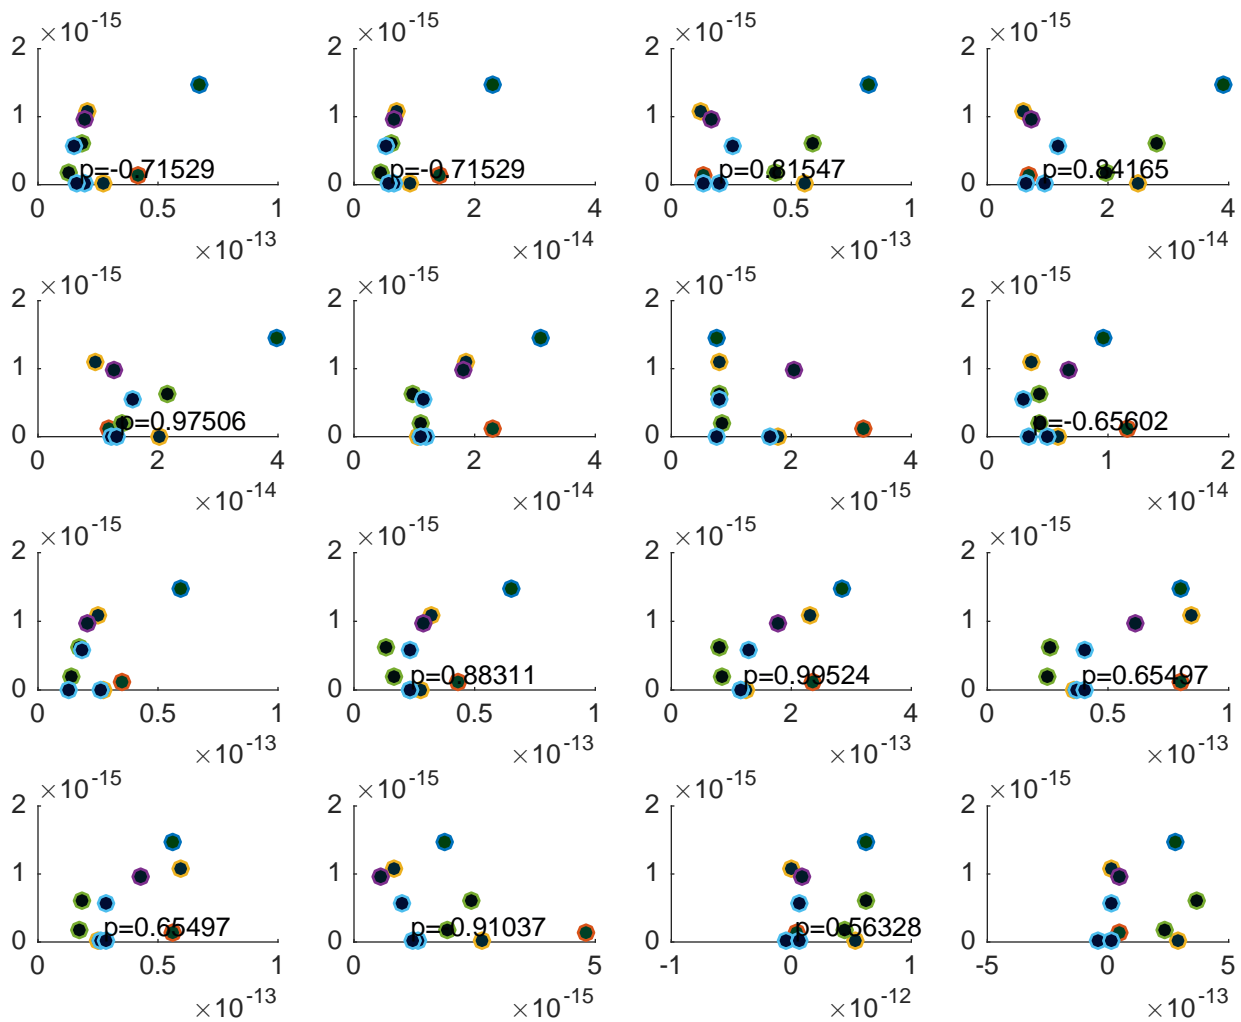 ×10-15 ×10-15 ×10-15 ×10-15
2 2 2 2
1 1 1 1
p=-0.71529 p=-0.71529 p=0.81547 p=0.84165
0 0 0 0
0 0.5 1 0 2 4 0 0.5 1 0 2 4
×10-13 ×10-14 ×10-13 ×10-14
×10-15 ×10-15 ×10-15 ×10-15
2 2 2 2
1 1 1 1
p=0.97506 p=-0.65602
0 0 0 0
0 2 4 0 2 4 0 2 4 0 1 2
×10-14 ×10-14 ×10-15 ×10-14
×10-15 ×10-15 ×10-15 ×10-15
2 2 2 2
1 1 1 1
p=0.88311 p=0.99524 p=0.65497
0 0 0 0
0 0.5 1 0 0.5 1 0 2 4 0 0.5 1
×10-13 ×10-13 ×10-13 ×10-13
×10-15 ×10-15 ×10-15 ×10-15
2 2 2 2
1 1 1 1
p=0.65497 p=0.91037 p=0.56328
0 0 0 0
0 0.5 1 0 5 -1 0 1 -5 0 5
×10-13 ×10-15 ×10-12 ×10-13